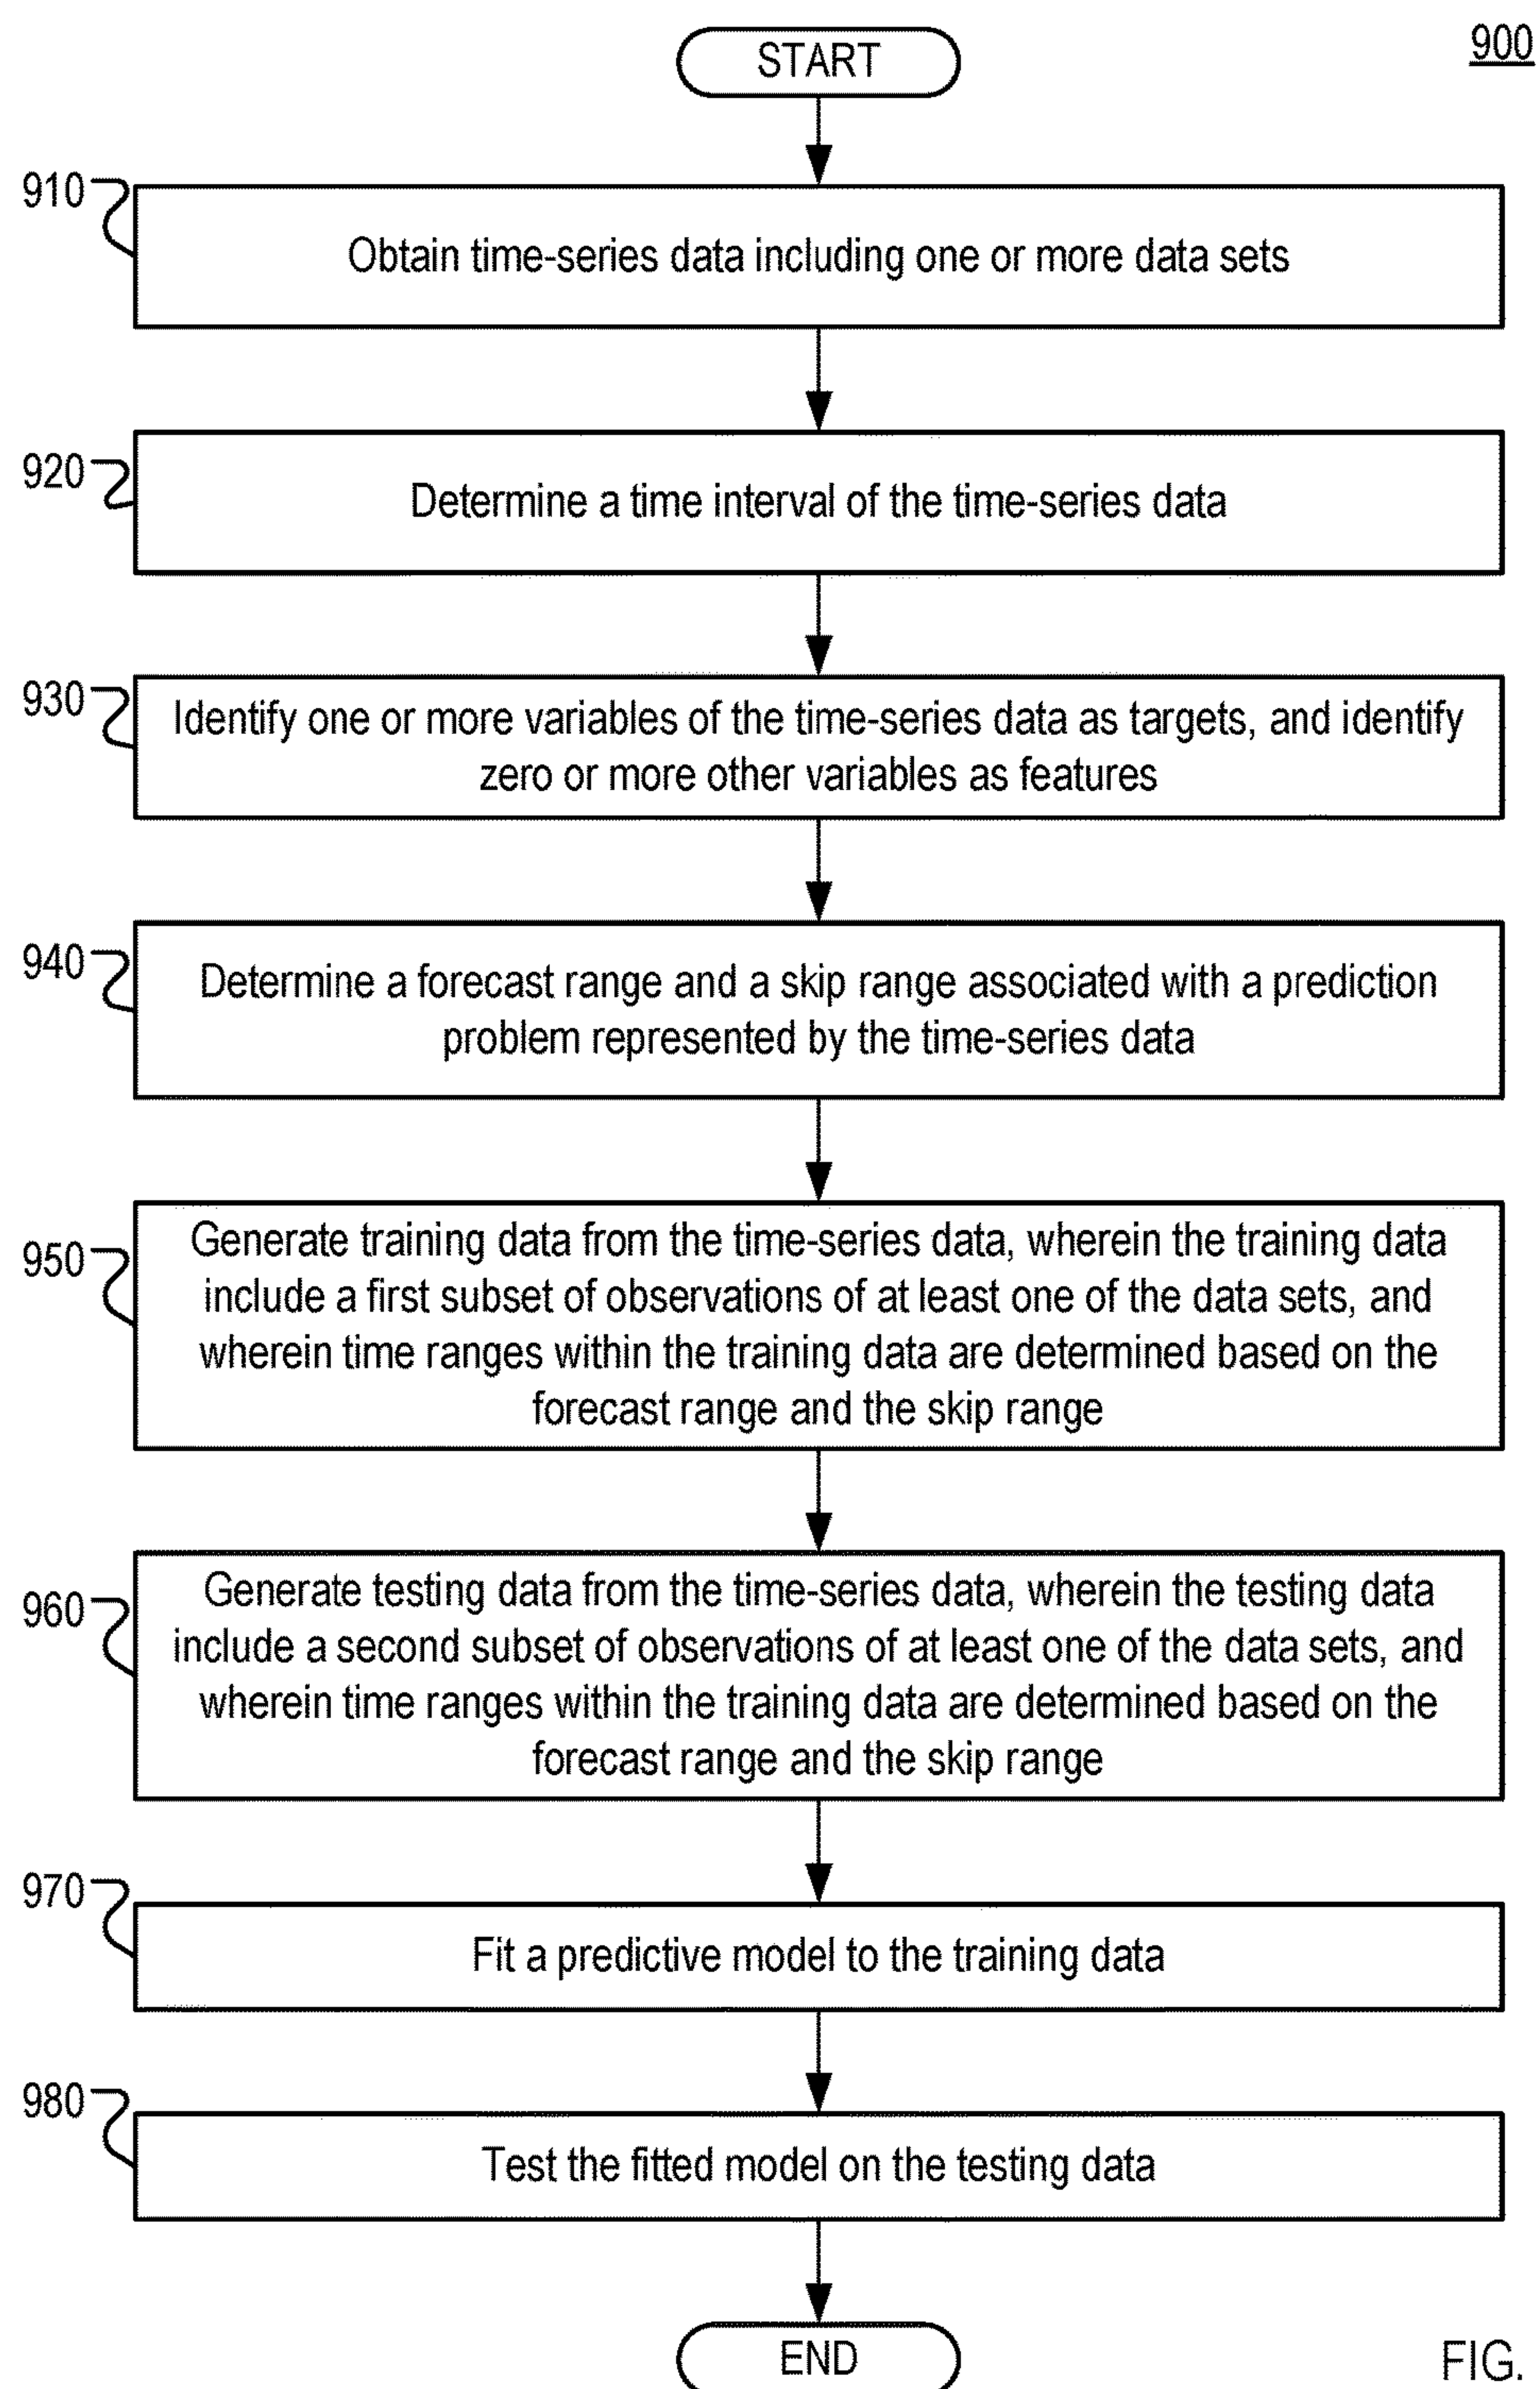 START
900
910
Obtain time-series data including one or more data sets
920
Determine a time interval of the time-series data
930
Identify one or more variables of the time-series data as targets, and identify
zero or more other variables as features
940
Determine a forecast range and a skip range associated with a prediction
problem represented by the time-series data
950
Generate training data from the time-series data, wherein the training data
include a first subset of observations of at least one of the data sets, and
wherein time ranges within the training data are determined based on the
forecast range and the skip range
960
Generate testing data from the time-series data, wherein the testing data
include a second subset of observations of at least one of the data sets, and
wherein time ranges within the training data are determined based on the
forecast range and the skip range
970
Fit a predictive model to the training data
980
Test the fitted model on the testing data
END
FIG.